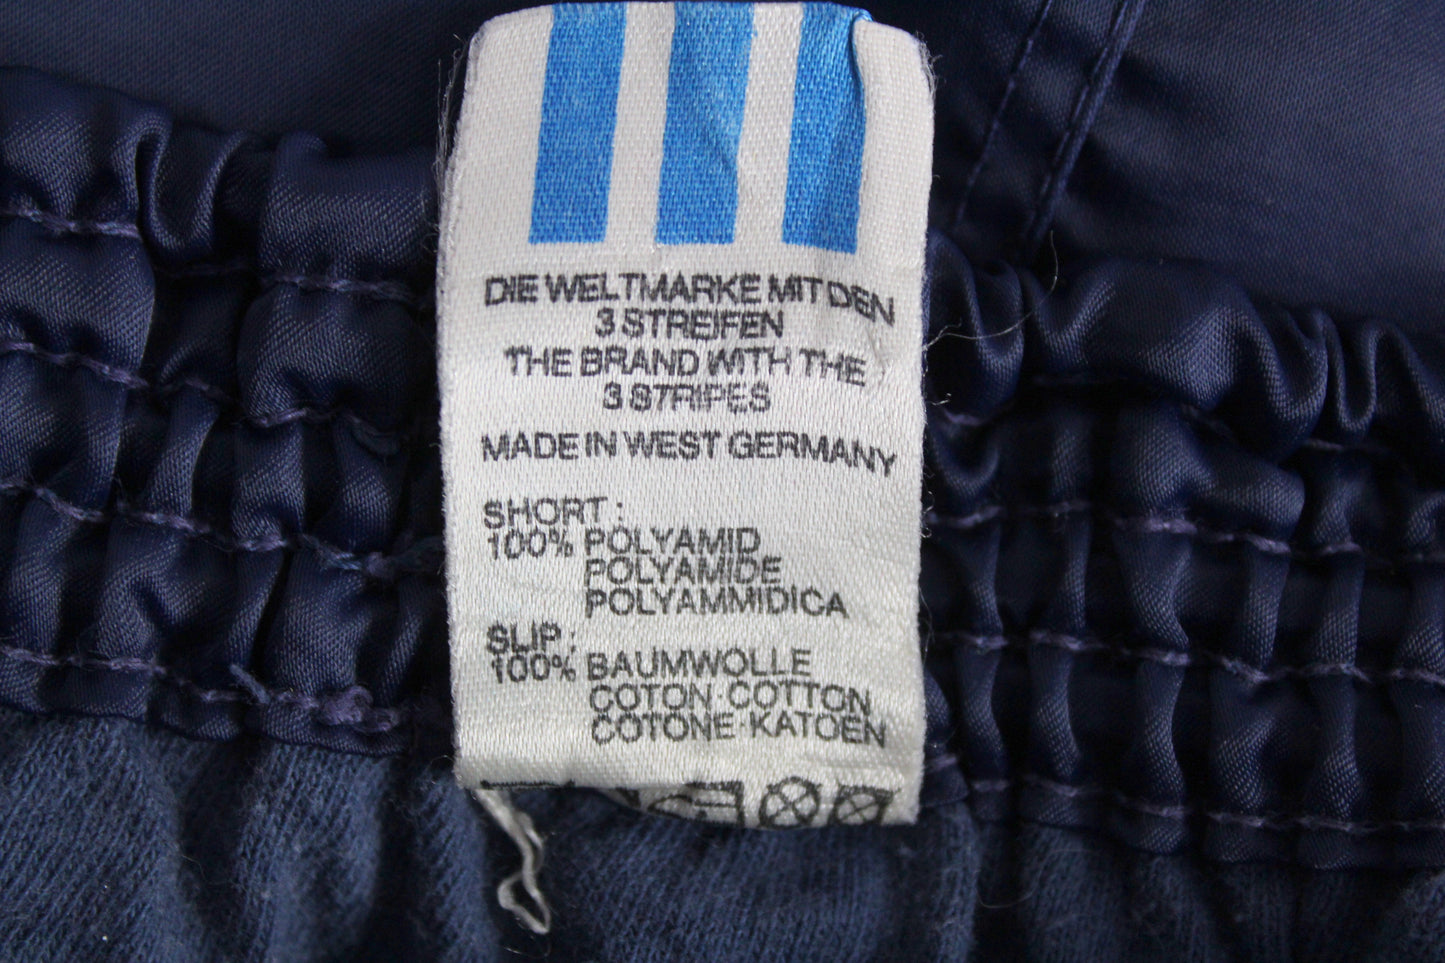 DIE WELTMARKE MIT DEN
3 STREIFEN
THE BRAND WITH THE
3 STRIPES
MADE IN WEST GERMANY
SHORT :
100% POLYAMID
POLYAMIDE
POLYAMMIDICA
SLIP :
100% BAUMWOLLE
COTON·COTTON
COTONE·KATOEN